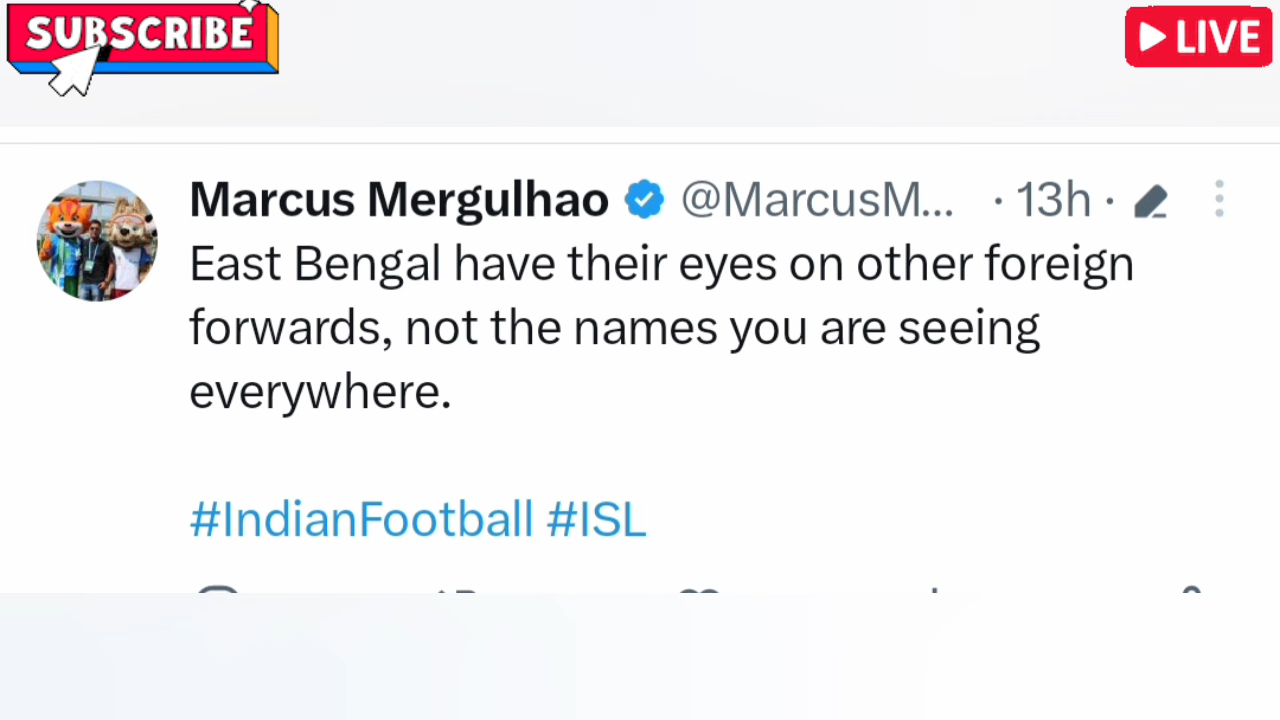 SUBSCRIBE
LIVE
Marcus Mergulhao @MarcusM... · 13h ·
East Bengal have their eyes on other foreign
forwards, not the names you are seeing
everywhere.
#IndianFootball #ISL